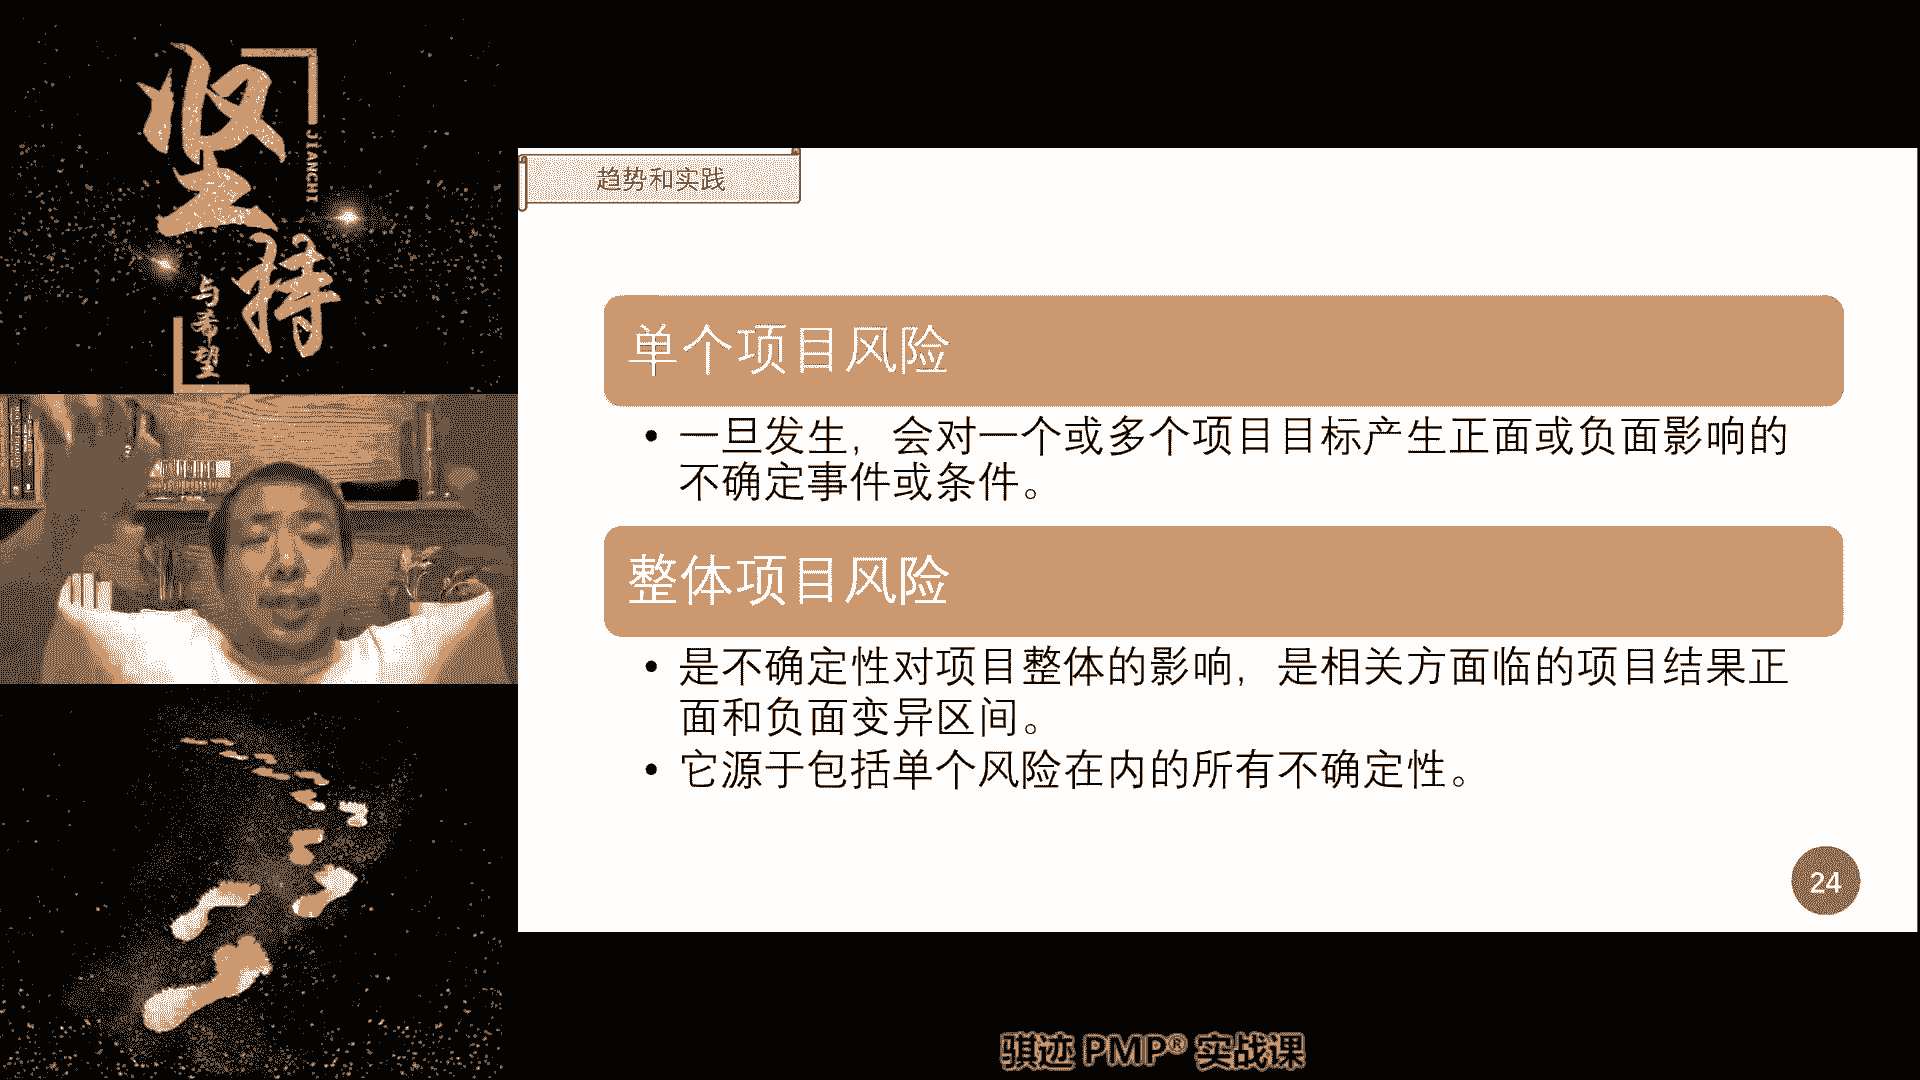 坚持
JIANCHI
与希望
趋势和实践
单个项目风险
• 一旦发生，会对一个或多个项目目标产生正面或负面影响的
不确定事件或条件。
整体项目风险
• 是不确定性对项目整体的影响，是相关方面临的项目结果正
面和负面变异区间。
• 它源于包括单个风险在内的所有不确定性。
24
骐迹 PMP® 实战课